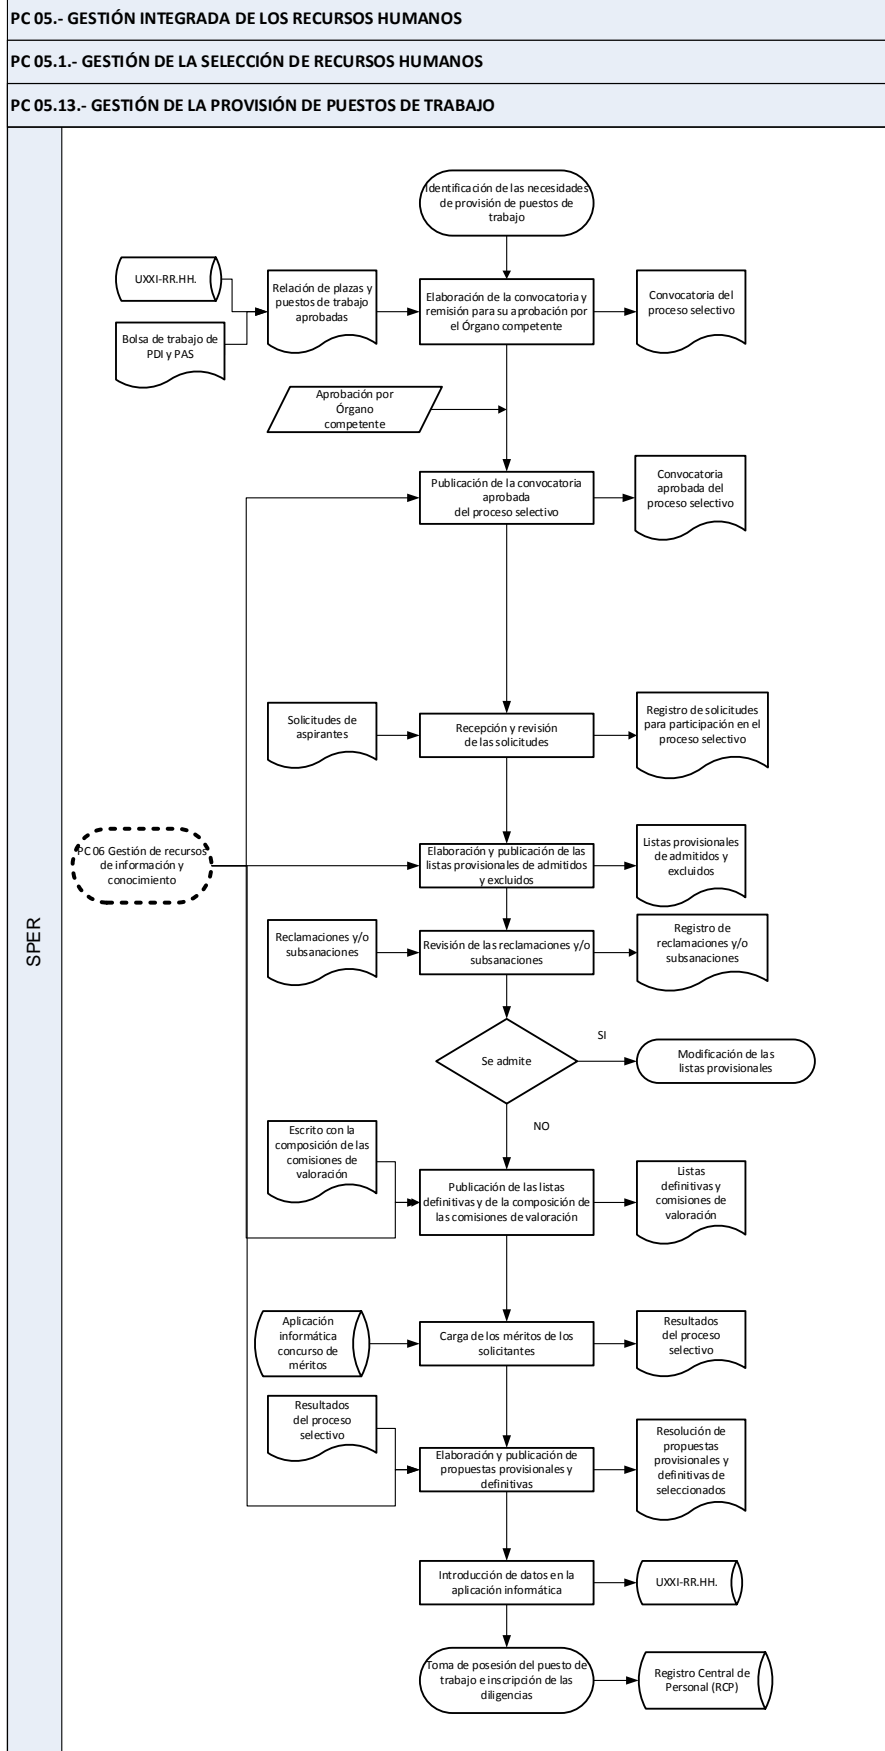 PC 05.- GESTIÓN INTEGRADA DE LOS RECURSOS HUMANOS
PC 05.1.- GESTIÓN DE LA SELECCIÓN DE RECURSOS HUMANOS
PC 05.13.- GESTIÓN DE LA PROVISIÓN DE PUESTOS DE TRABAJO
SPER
Identificación de las necesidades
de provisión de puestos de
trabajo
UXXI-RR.HH.
Bolsa de trabajo de
PDI y PAS
Relación de plazas y
puestos de trabajo
aprobadas
Elaboración de la convocatoria y
remisión para su aprobación por
el Órgano competente
Convocatoria del
proceso selectivo
Aprobación por
Órgano
competente
Publicación de la convocatoria
aprobada
del proceso selectivo
Convocatoria
aprobada del
proceso selectivo
Solicitudes de
aspirantes
Recepción y revisión
de las solicitudes
Registro de solicitudes
para participación en el
proceso selectivo
PC 06 Gestión de recursos
de información y
conocimiento
Elaboración y publicación de las
listas provisionales de admitidos
y excluidos
Listas provisionales
de admitidos y
excluidos
Reclamaciones y/o
subsanaciones
Revisión de las reclamaciones y/o
subsanaciones
Registro de
reclamaciones y/o
subsanaciones
Se admite
SI
Modificación de las
listas provisionales
NO
Escrito con la
composición de las
comisiones de
valoración
Publicación de las listas
definitivas y de la composición de
las comisiones de valoración
Listas
definitivas y
comisiones de
valoración
Aplicación
informática
concurso de
méritos
Carga de los méritos de los
solicitantes
Resultados
del proceso
selectivo
Resultados
del proceso
selectivo
Elaboración y publicación de
propuestas provisionales y
definitivas
Resolución de
propuestas
provisionales y
definitivas de
seleccionados
Introducción de datos en la
aplicación informática
UXXI-RR.HH.
Toma de posesión del puesto de
trabajo e inscripción de las
diligencias
Registro Central de
Personal (RCP)